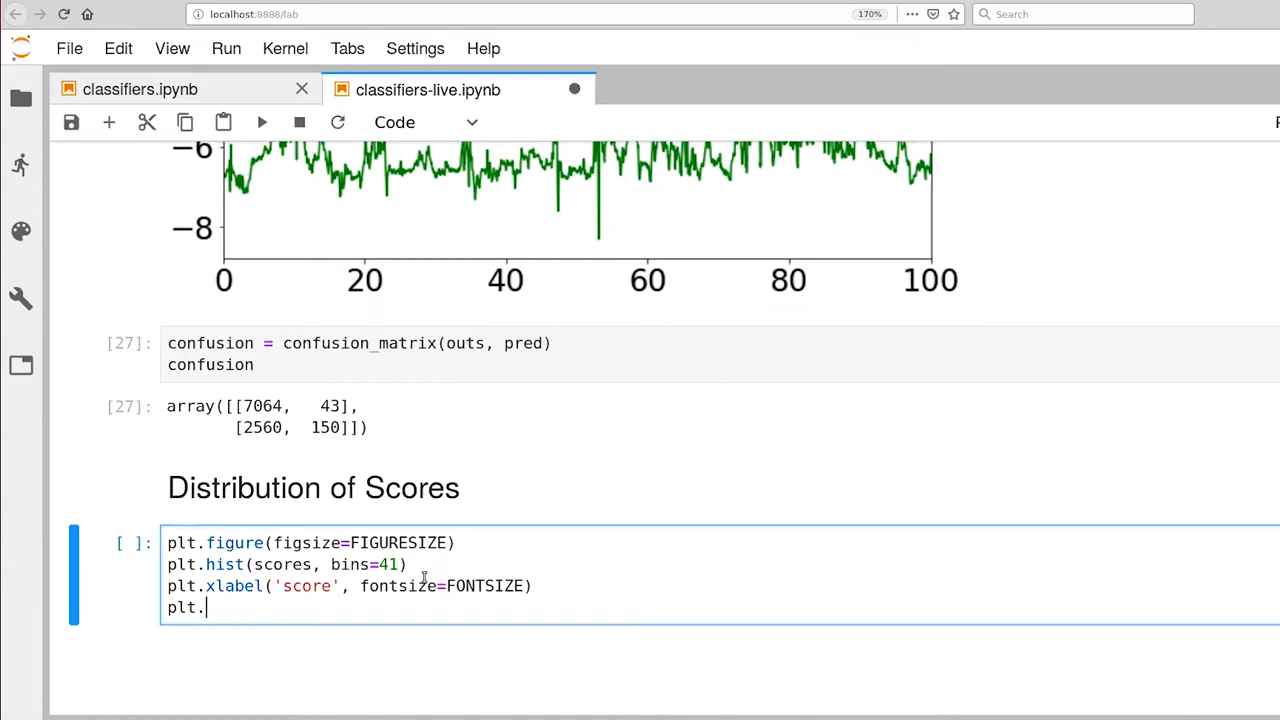 localhost:8888/lab
170%
Search
File Edit View Run Kernel Tabs Settings Help
classifiers.ipynb
classifiers-live.ipynb
Code
−6
−8
0 20 40 60 80 100
[27]: confusion = confusion_matrix(outs, pred)
confusion
[27]: array([[7064,   43],
[2560,  150]])
Distribution of Scores
[ ]: plt.figure(figsize=FIGURESIZE)
plt.hist(scores, bins=41)
plt.xlabel('score', fontsize=FONTSIZE)
plt.